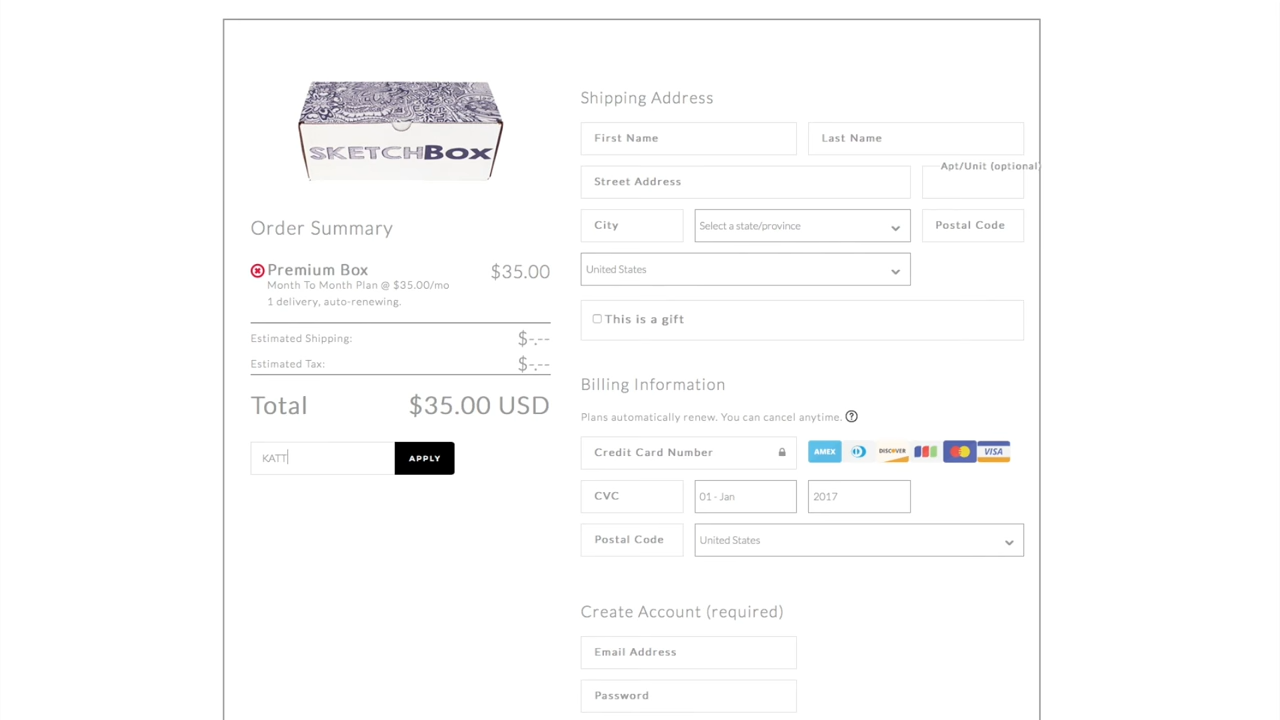 SKETCHBOX
Order Summary
Premium Box $35.00
Month To Month Plan @ $35.00/mo
1 delivery, auto-renewing.
Estimated Shipping: $-.--
Estimated Tax: $-.--
Total $35.00 USD
KATT APPLY
Shipping Address
First Name Last Name
Street Address Apt/Unit (optional)
City Select a state/province Postal Code
United States
This is a gift
Billing Information
Plans automatically renew. You can cancel anytime. ?
Credit Card Number AMEX DISCOVER VISA
CVC 01 - Jan 2017
Postal Code United States
Create Account (required)
Email Address
Password